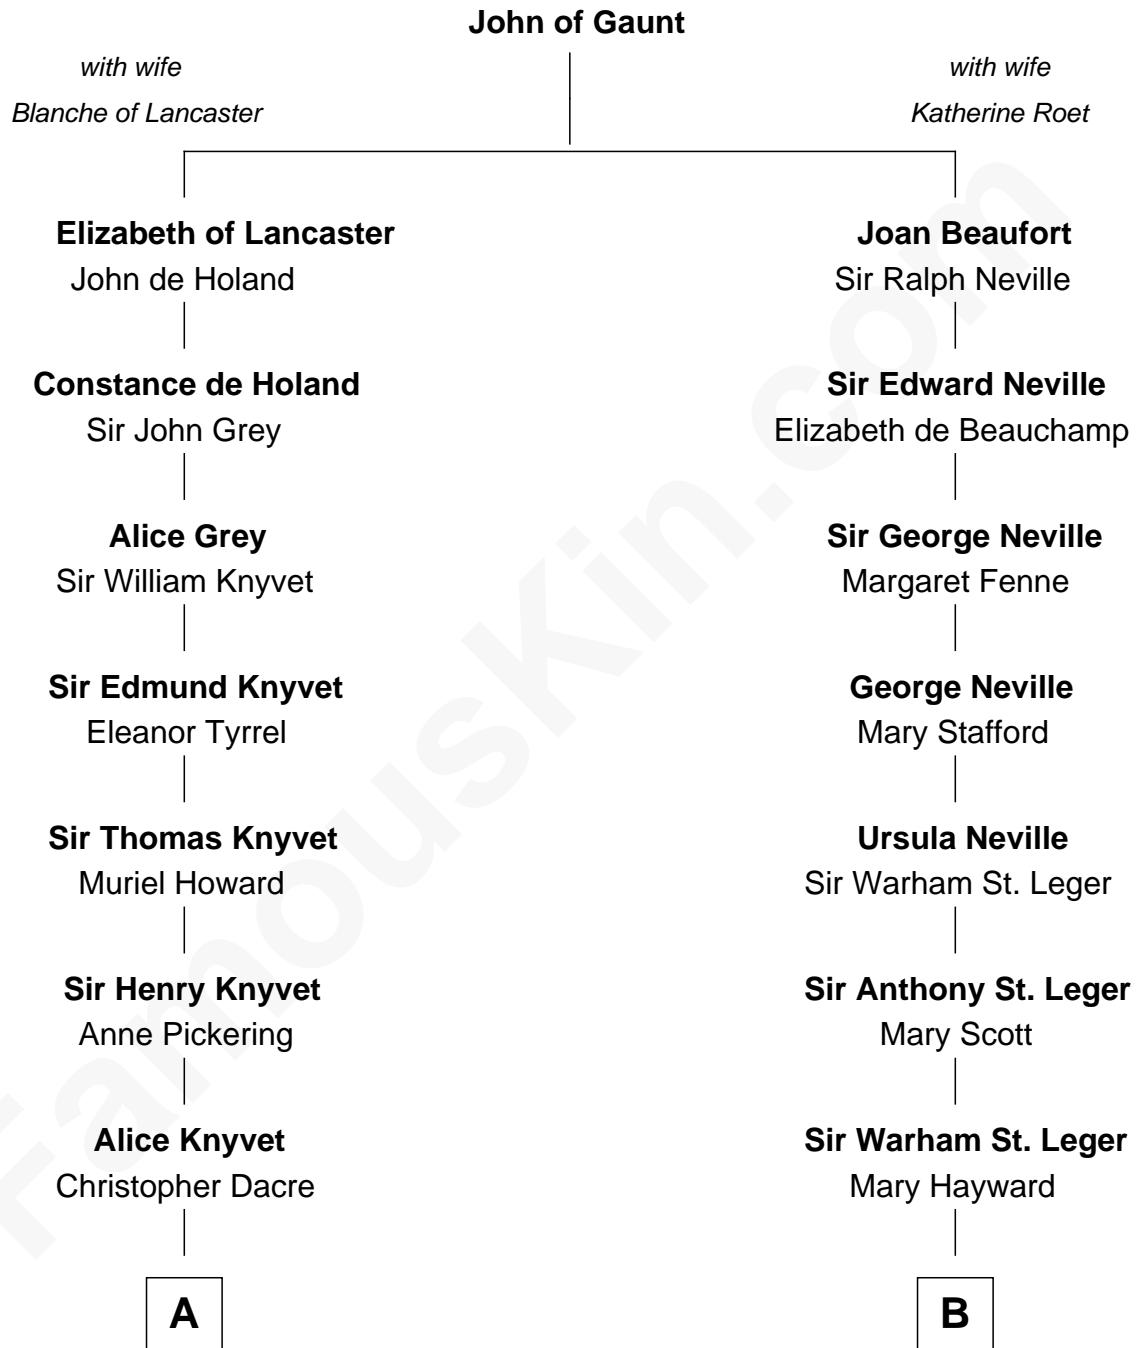 John of Gaunt
with wife
Blanche of Lancaster
with wife
Katherine Roet
Elizabeth of Lancaster
John de Holand
Joan Beaufort
Sir Ralph Neville
Constance de Holand
Sir John Grey
Sir Edward Neville
Elizabeth de Beauchamp
Alice Grey
Sir William Knyvet
Sir George Neville
Margaret Fenne
Sir Edmund Knyvet
Eleanor Tyrrel
George Neville
Mary Stafford
Sir Thomas Knyvet
Muriel Howard
Ursula Neville
Sir Warham St. Leger
Sir Henry Knyvet
Anne Pickering
Sir Anthony St. Leger
Mary Scott
Alice Knyvet
Christopher Dacre
Sir Warham St. Leger
Mary Hayward
A
B
FamousKin.com